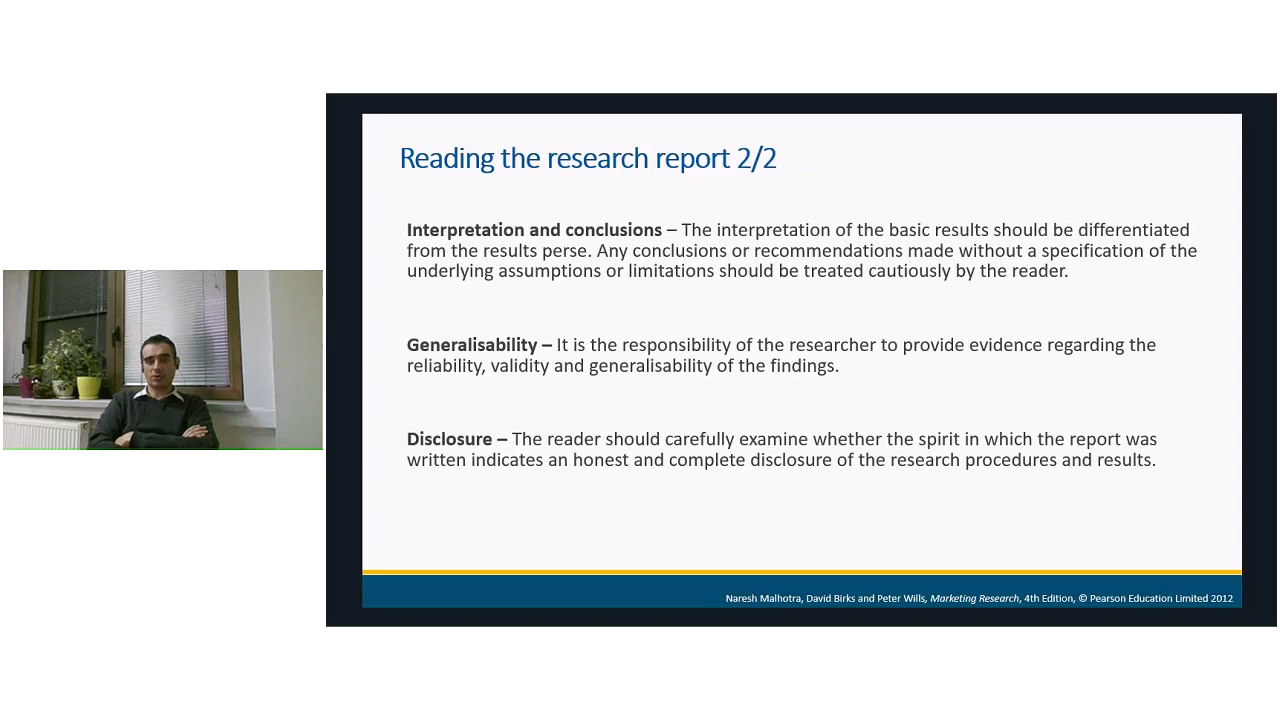 Reading the research report 2/2
Interpretation and conclusions – The interpretation of the basic results should be differentiated
from the results perse. Any conclusions or recommendations made without a specification of the
underlying assumptions or limitations should be treated cautiously by the reader.
Generalisability – It is the responsibility of the researcher to provide evidence regarding the
reliability, validity and generalisability of the findings.
Disclosure – The reader should carefully examine whether the spirit in which the report was
written indicates an honest and complete disclosure of the research procedures and results.
Naresh Malhotra, David Birks and Peter Wills, Marketing Research, 4th Edition, © Pearson Education Limited 2012